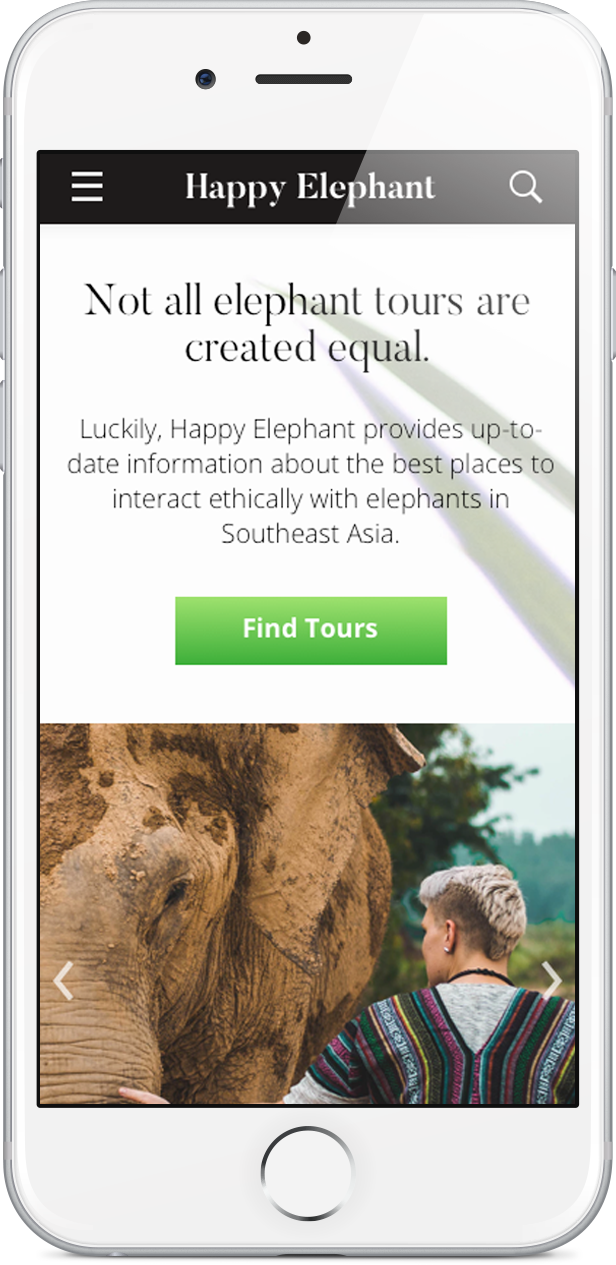 Happy Elephant
Not all elephant tours are
created equal.
Luckily, Happy Elephant provides up-to-
date information about the best places to
interact ethically with elephants in
Southeast Asia.
Find Tours